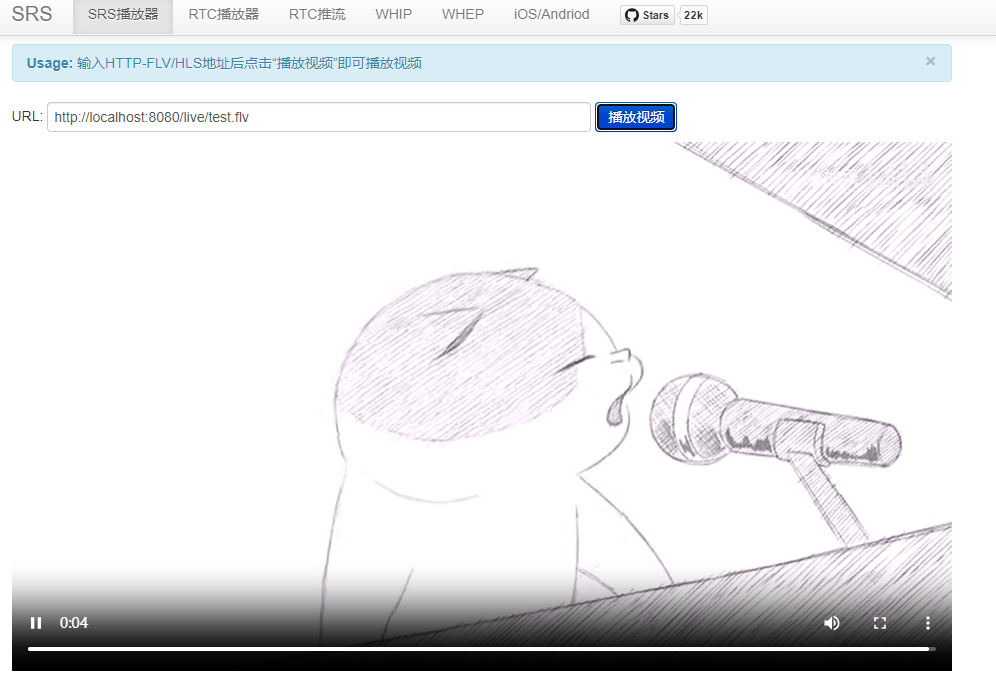 SRS SRS播放器 RTC播放器 RTC推流 WHIP WHEP iOS/Andriod Stars 22k
Usage: 输入HTTP-FLV/HLS地址后点击“播放视频”即可播放视频 ×
URL: http://localhost:8080/live/test.flv 播放视频
0:04